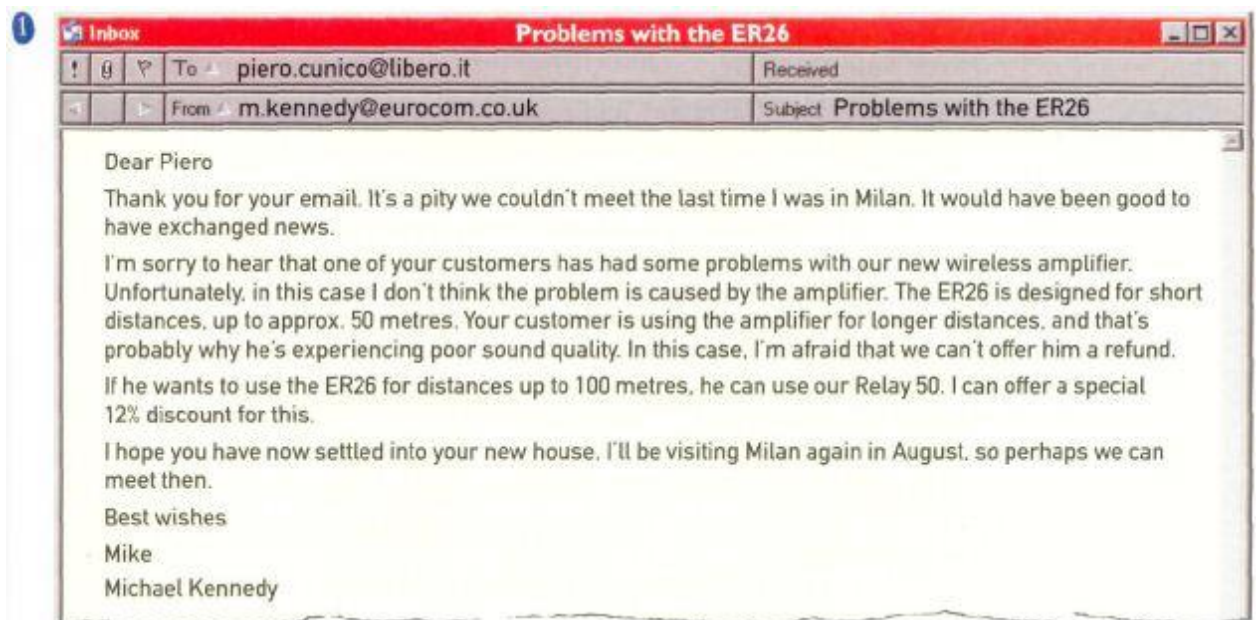 1
Inbox Problems with the ER26
! To piero.cunico@libero.it Received
From m.kennedy@eurocom.co.uk Subject Problems with the ER26
Dear Piero
Thank you for your email. It's a pity we couldn't meet the last time I was in Milan. It would have been good to
have exchanged news.
I'm sorry to hear that one of your customers has had some problems with our new wireless amplifier.
Unfortunately, in this case I don't think the problem is caused by the amplifier. The ER26 is designed for short
distances, up to approx. 50 metres. Your customer is using the amplifier for longer distances, and that's
probably why he's experiencing poor sound quality. In this case, I'm afraid that we can't offer him a refund.
If he wants to use the ER26 for distances up to 100 metres, he can use our Relay 50. I can offer a special
12% discount for this.
I hope you have now settled into your new house. I'll be visiting Milan again in August, so perhaps we can
meet then.
Best wishes
Mike
Michael Kennedy